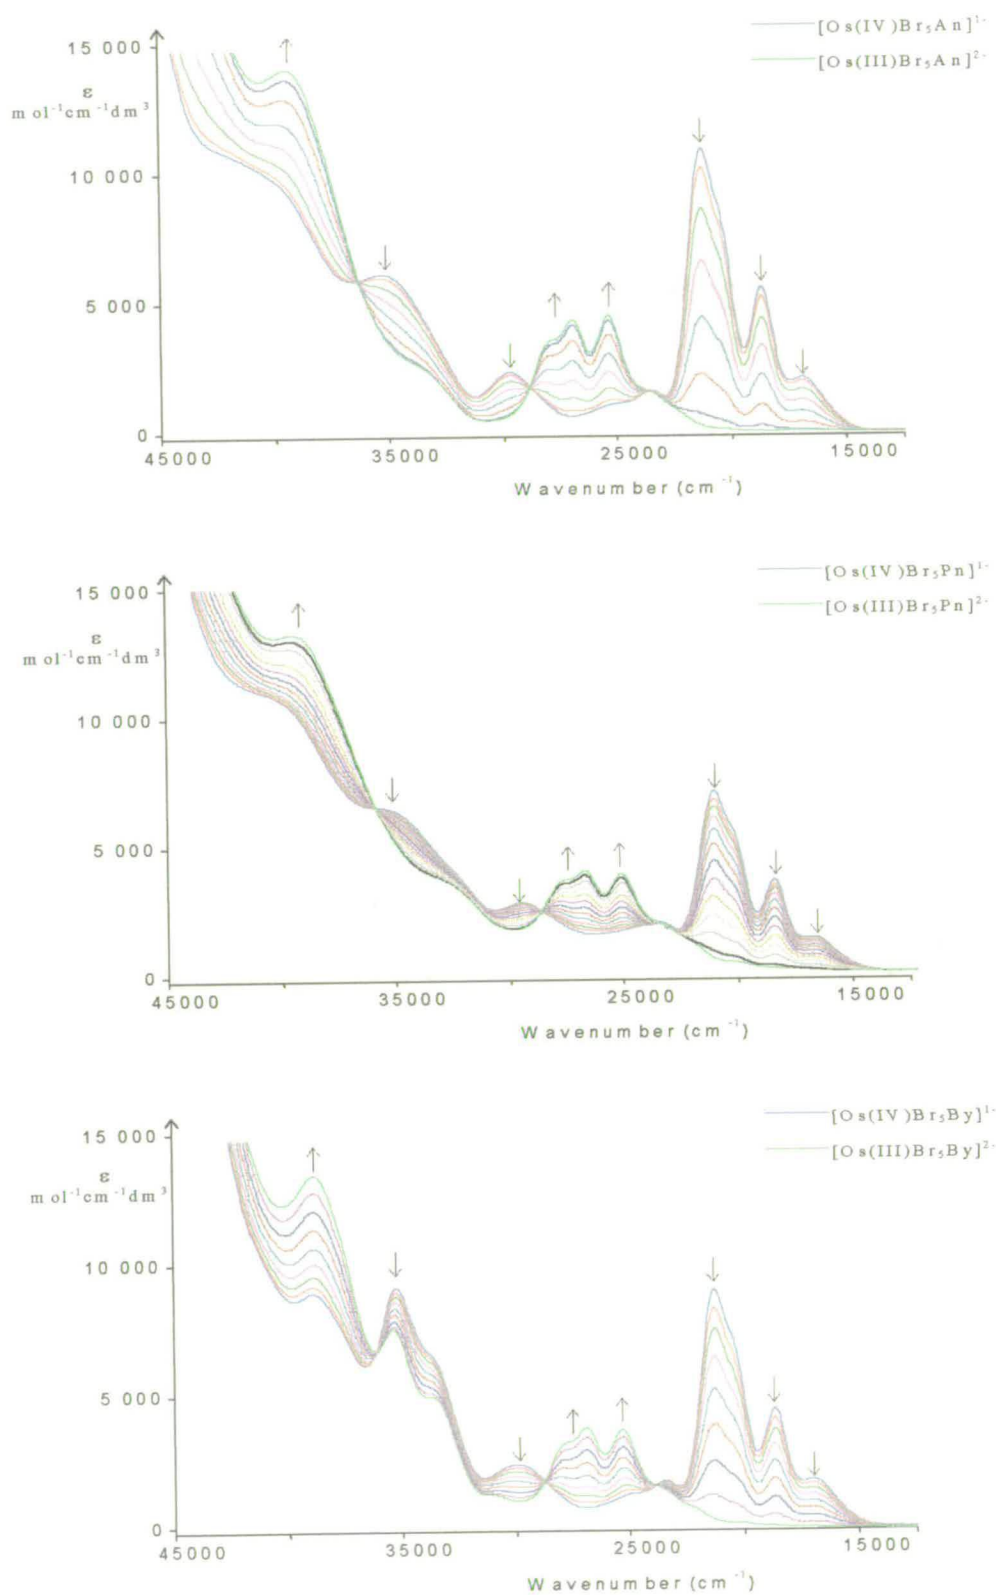 [Os(IV)Br₅An]¹⁻
[Os(III)Br₅An]²⁻
15 000
ε
mol⁻¹cm⁻¹dm³
10 000
5 000
0
45000 35000 25000 15000
Wavenumber (cm⁻¹)
[Os(IV)Br₅Pn]¹⁻
[Os(III)Br₅Pn]²⁻
15 000
ε
mol⁻¹cm⁻¹dm³
10 000
5 000
0
45000 35000 25000 15000
Wavenumber (cm⁻¹)
[Os(IV)Br₅By]¹⁻
[Os(III)Br₅By]²⁻
15 000
ε
mol⁻¹cm⁻¹dm³
10 000
5 000
0
45000 35000 25000 15000
Wavenumber (cm⁻¹)